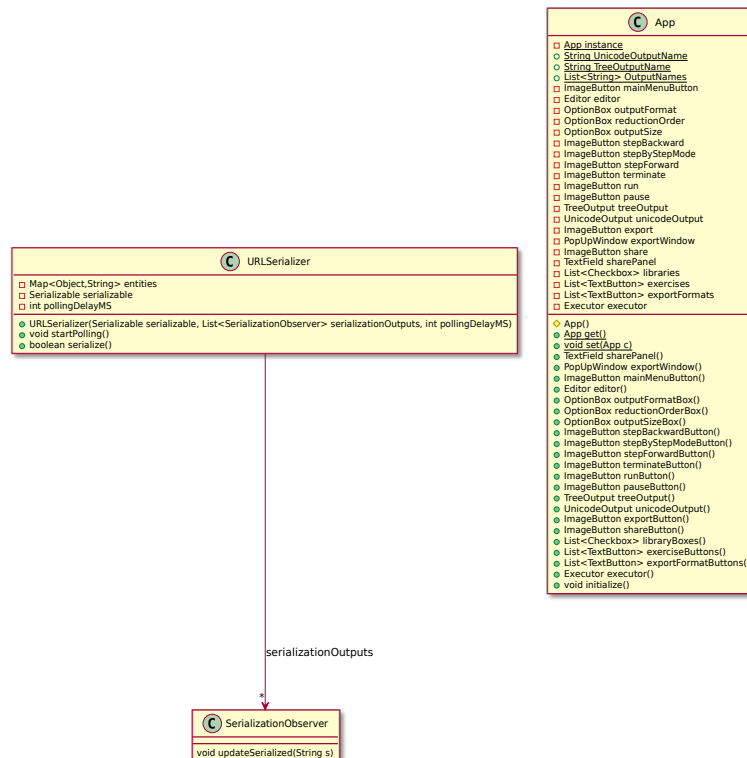 C App
App instance
String UnicodeOutputName
String TreeOutputName
List<String> OutputNames
ImageButton mainMenuButton
Editor editor
OptionBox outputFormat
OptionBox reductionOrder
OptionBox outputSize
ImageButton stepBackward
ImageButton stepByStepMode
ImageButton stepForward
ImageButton terminate
ImageButton run
ImageButton pause
TreeOutput treeOutput
UnicodeOutput unicodeOutput
ImageButton export
PopUpWindow exportWindow
ImageButton share
TextField sharePanel
List<Checkbox> libraries
List<TextButton> exercises
List<TextButton> exportFormats
Executor executor
App()
App get()
void set(App c)
TextField sharePanel()
PopUpWindow exportWindow()
ImageButton mainMenuButton()
Editor editor()
OptionBox outputFormatBox()
OptionBox reductionOrderBox()
OptionBox outputSizeBox()
ImageButton stepBackwardButton()
ImageButton stepByStepModeButton()
ImageButton stepForwardButton()
ImageButton terminateButton()
ImageButton runButton()
ImageButton pauseButton()
TreeOutput treeOutput()
UnicodeOutput unicodeOutput()
ImageButton exportButton()
ImageButton shareButton()
List<Checkbox> libraryBoxes()
List<TextButton> exerciseButtons()
List<TextButton> exportFormatButtons()
Executor executor()
void initialize()
C URLSerializer
Map<Object,String> entities
Serializable serializable
int pollingDelayMS
URLSerializer(Serializable serializable, List<SerializationObserver> serializationOutputs, int pollingDelayMS)
void startPolling()
boolean serialize()
serializationOutputs
*
C SerializationObserver
void updateSerialized(String s)